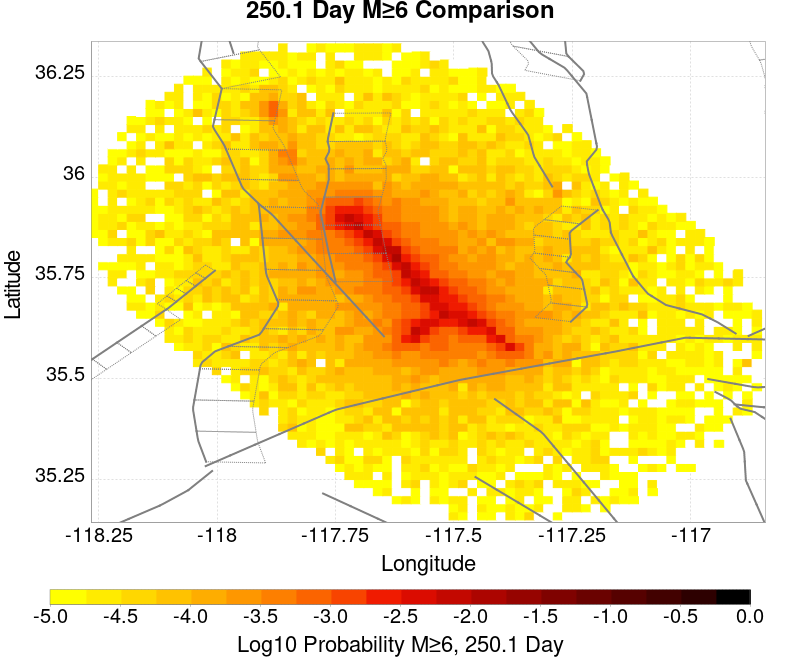 250.1 Day M≥6 Comparison
36.25
36
35.75
35.5
35.25
Latitude
-118.25 -118 -117.75 -117.5 -117.25 -117
Longitude
-5.0 -4.5 -4.0 -3.5 -3.0 -2.5 -2.0 -1.5 -1.0 -0.5 0.0
Log10 Probability M≥6, 250.1 Day